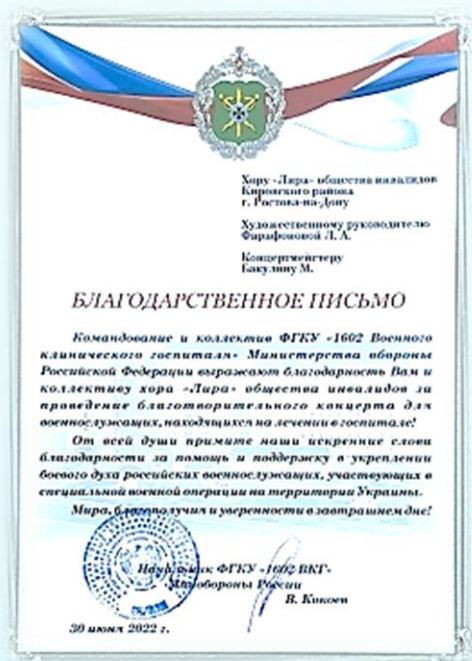 Хору «Лира» общества инвалидов
Кировского района
г. Ростова-на-Дону
Художественному руководителю
Фарафоновой Л. А.
Концертмейстеру
Бакулину М.
БЛАГОДАРСТВЕННОЕ ПИСЬМО
Командование и коллектив ФГКУ «1602 Военного
клинического госпиталя» Министерства обороны
Российской Федерации выражают благодарность Вам и
коллективу хора «Лира» общества инвалидов за
проведение благотворительного концерта для
военнослужащих, находящихся на лечении в госпитале!
От всей души примите наши искренние слова
благодарности за помощь и поддержку в укреплении
боевого духа российских военнослужащих, участвующих в
специальной военной операции на территории Украины.
Мира, благополучия и уверенности в завтрашнем дне!
Начальник ФГКУ «1602 ВКГ»
Минобороны России
В. Кокоев
30 июня 2022 г.